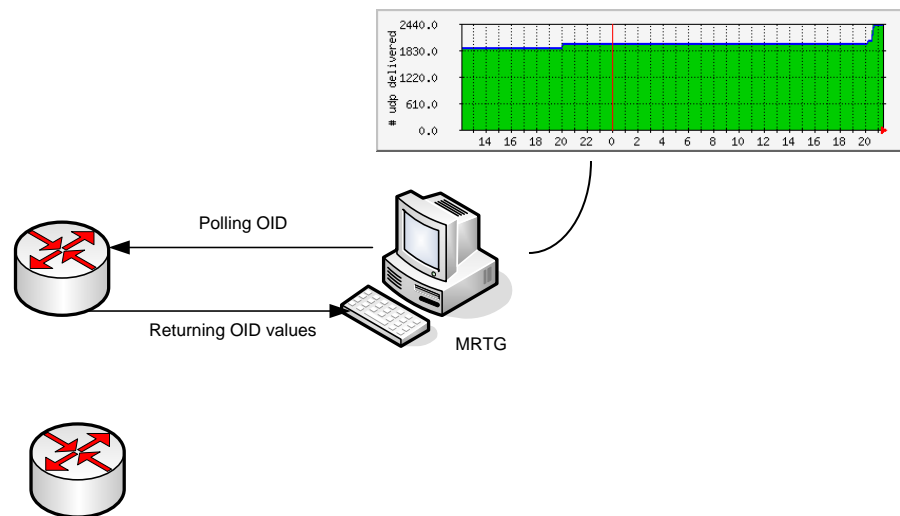 2440.0
1830.0
1220.0
610.0
0.0
# udp delivered
14 16 18 20 22 0 2 4 6 8 10 12 14 16 18 20
Polling OID
Returning OID values
MRTG